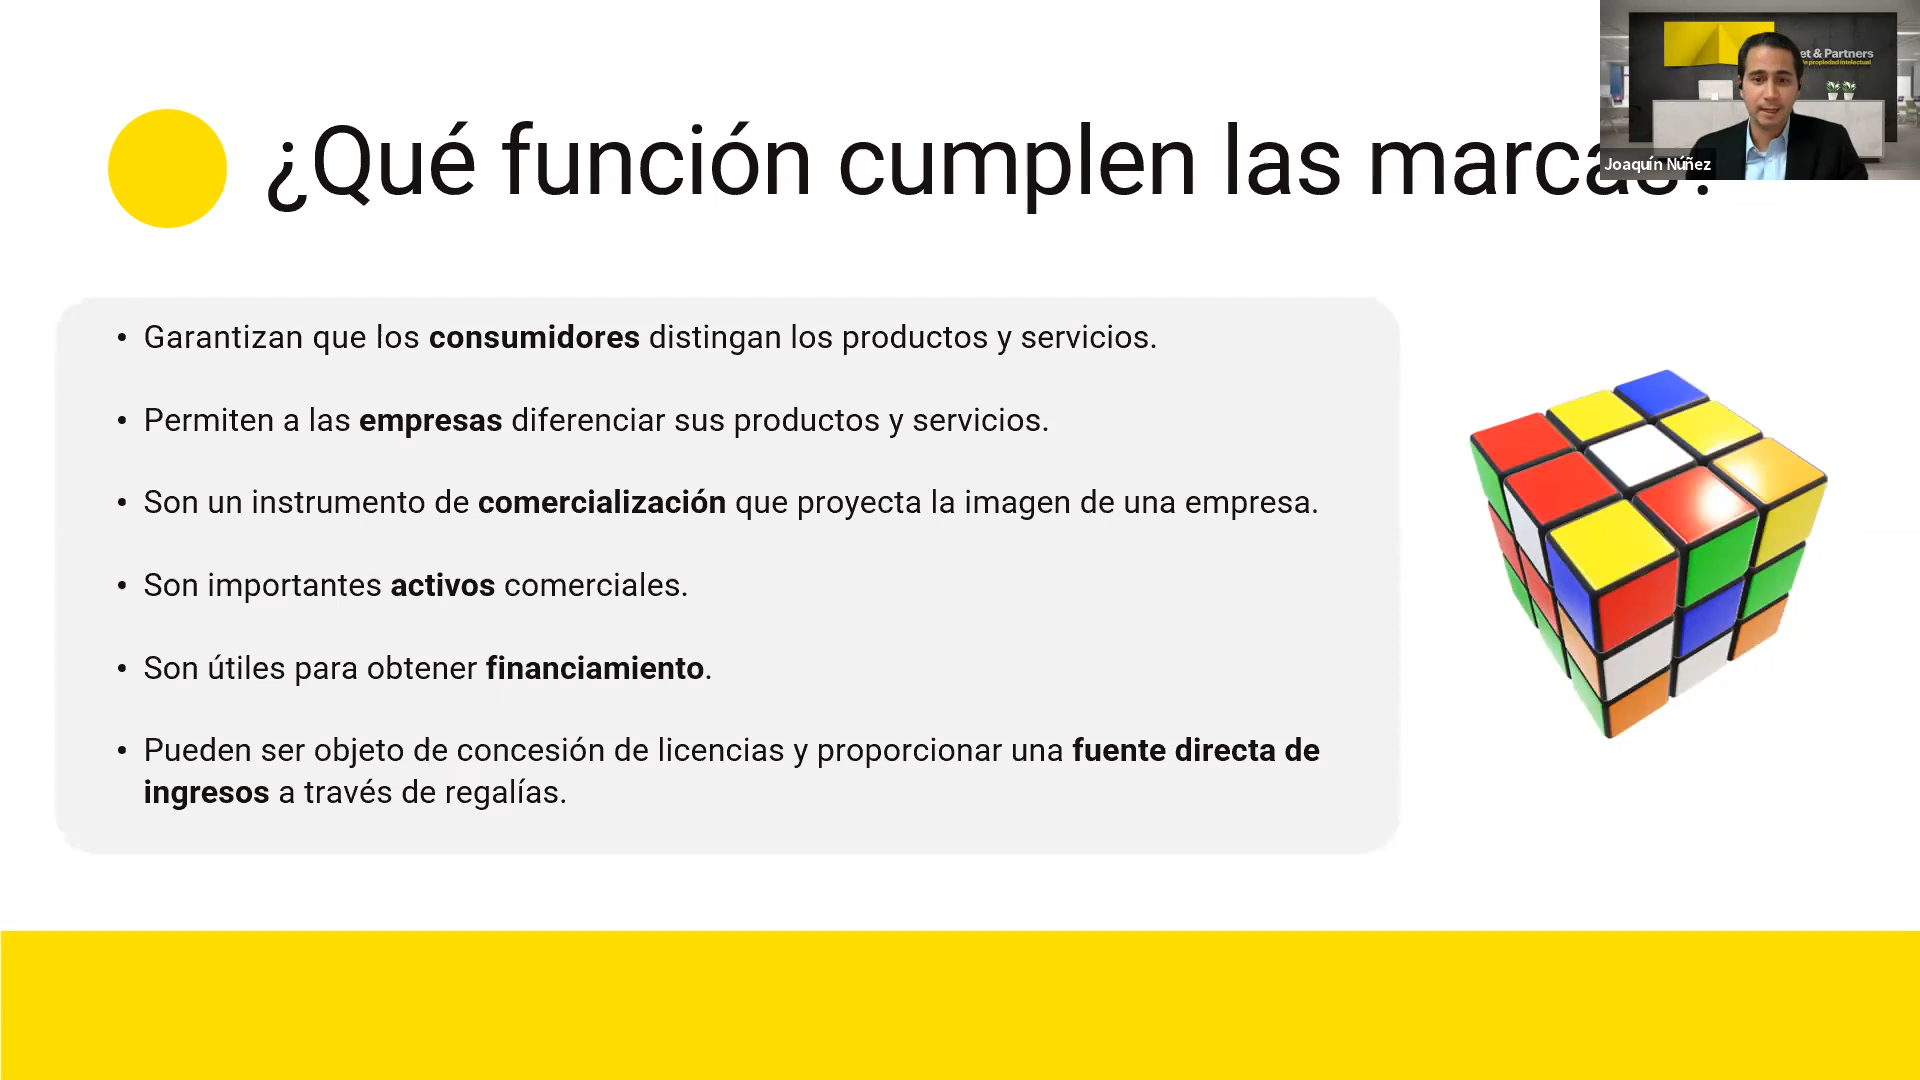 ¿Qué función cumplen las marcas?
et & Partners
propiedad intelectual
Joaquín Núñez
• Garantizan que los consumidores distingan los productos y servicios.
• Permiten a las empresas diferenciar sus productos y servicios.
• Son un instrumento de comercialización que proyecta la imagen de una empresa.
• Son importantes activos comerciales.
• Son útiles para obtener financiamiento.
• Pueden ser objeto de concesión de licencias y proporcionar una fuente directa de
ingresos a través de regalías.